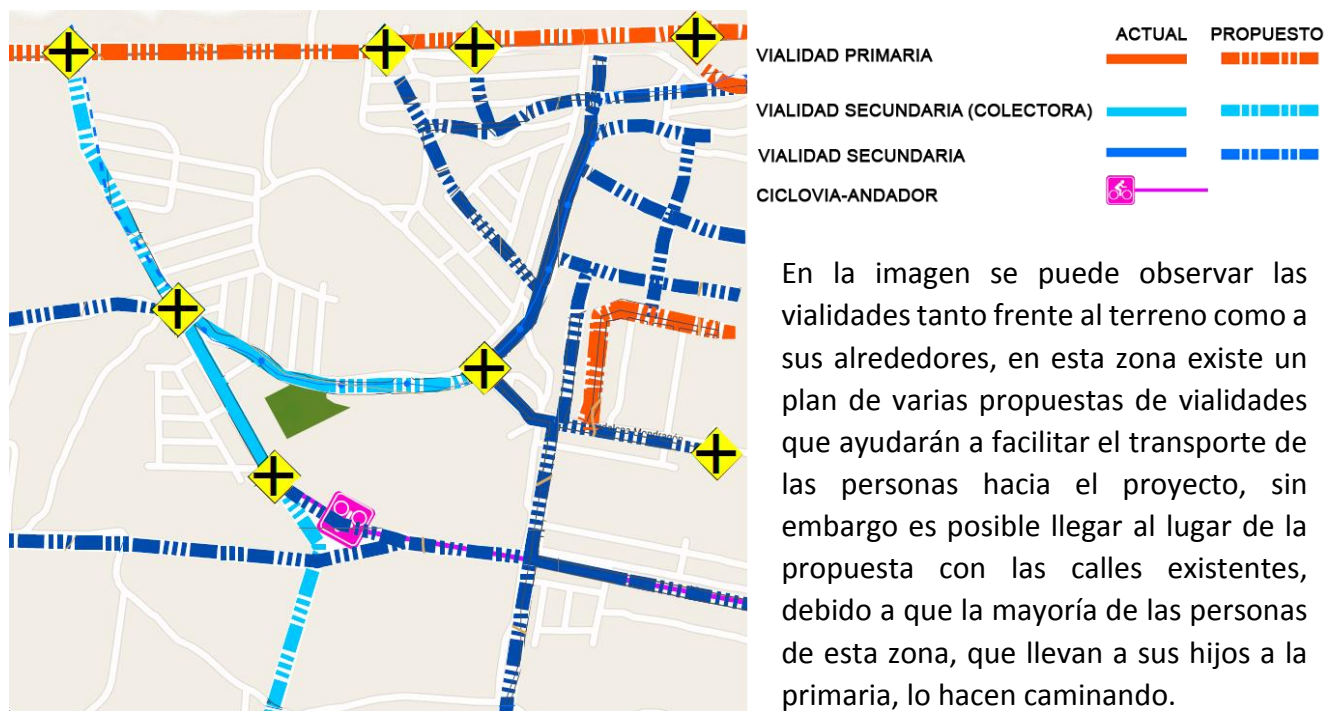 ACTUAL PROPUESTO
VIALIDAD PRIMARIA
VIALIDAD SECUNDARIA (COLECTORA)
VIALIDAD SECUNDARIA
CICLOVIA-ANDADOR
En la imagen se puede observar las
vialidades tanto frente al terreno como a
sus alrededores, en esta zona existe un
plan de varias propuestas de vialidades
que ayudarán a facilitar el transporte de
las personas hacia el proyecto, sin
embargo es posible llegar al lugar de la
propuesta con las calles existentes,
debido a que la mayoría de las personas
de esta zona, que llevan a sus hijos a la
primaria, lo hacen caminando.